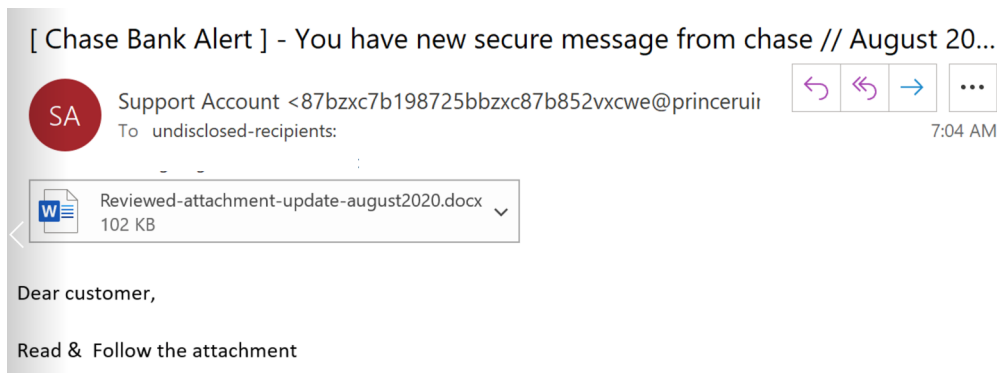 [ Chase Bank Alert ] - You have new secure message from chase // August 20...
SA
Support Account <87bzxc7b198725bbzxc87b852vxcwe@princeruir
To undisclosed-recipients:
7:04 AM
W
Reviewed-attachment-update-august2020.docx
102 KB
Dear customer,
Read & Follow the attachment